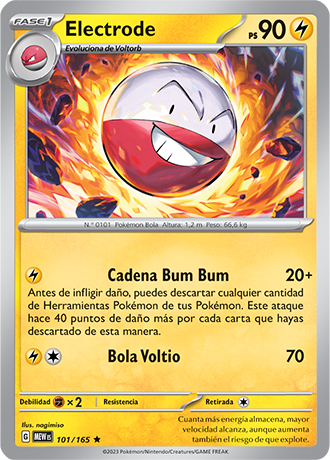 FASE 1
Electrode
PS 90
Evoluciona de Voltorb
N.º 0101 Pokémon Bola Altura: 1,2 m Peso: 66,6 kg
Cadena Bum Bum 20+
Antes de infligir daño, puedes descartar cualquier cantidad
de Herramientas Pokémon de tus Pokémon. Este ataque
hace 40 puntos de daño más por cada carta que hayas
descartado de esta manera.
Bola Voltio 70
Debilidad ×2 Resistencia Retirada
Ilus. nagimiso
G MEW ES 101/165 ★
Cuanta más energía almacena, mayor
velocidad alcanza, aunque aumenta
también el riesgo de que explote.
©2023 Pokémon/Nintendo/Creatures/GAME FREAK